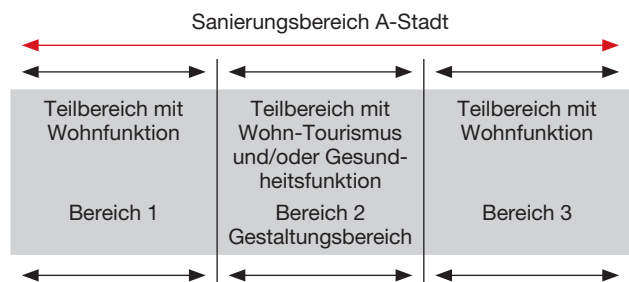 Sanierungsbereich A-Stadt
Teilbereich mit
Wohnfunktion
Bereich 1
Teilbereich mit
Wohn-Tourismus
und/oder Gesund-
heitsfunktion
Bereich 2
Gestaltungsbereich
Teilbereich mit
Wohnfunktion
Bereich 3